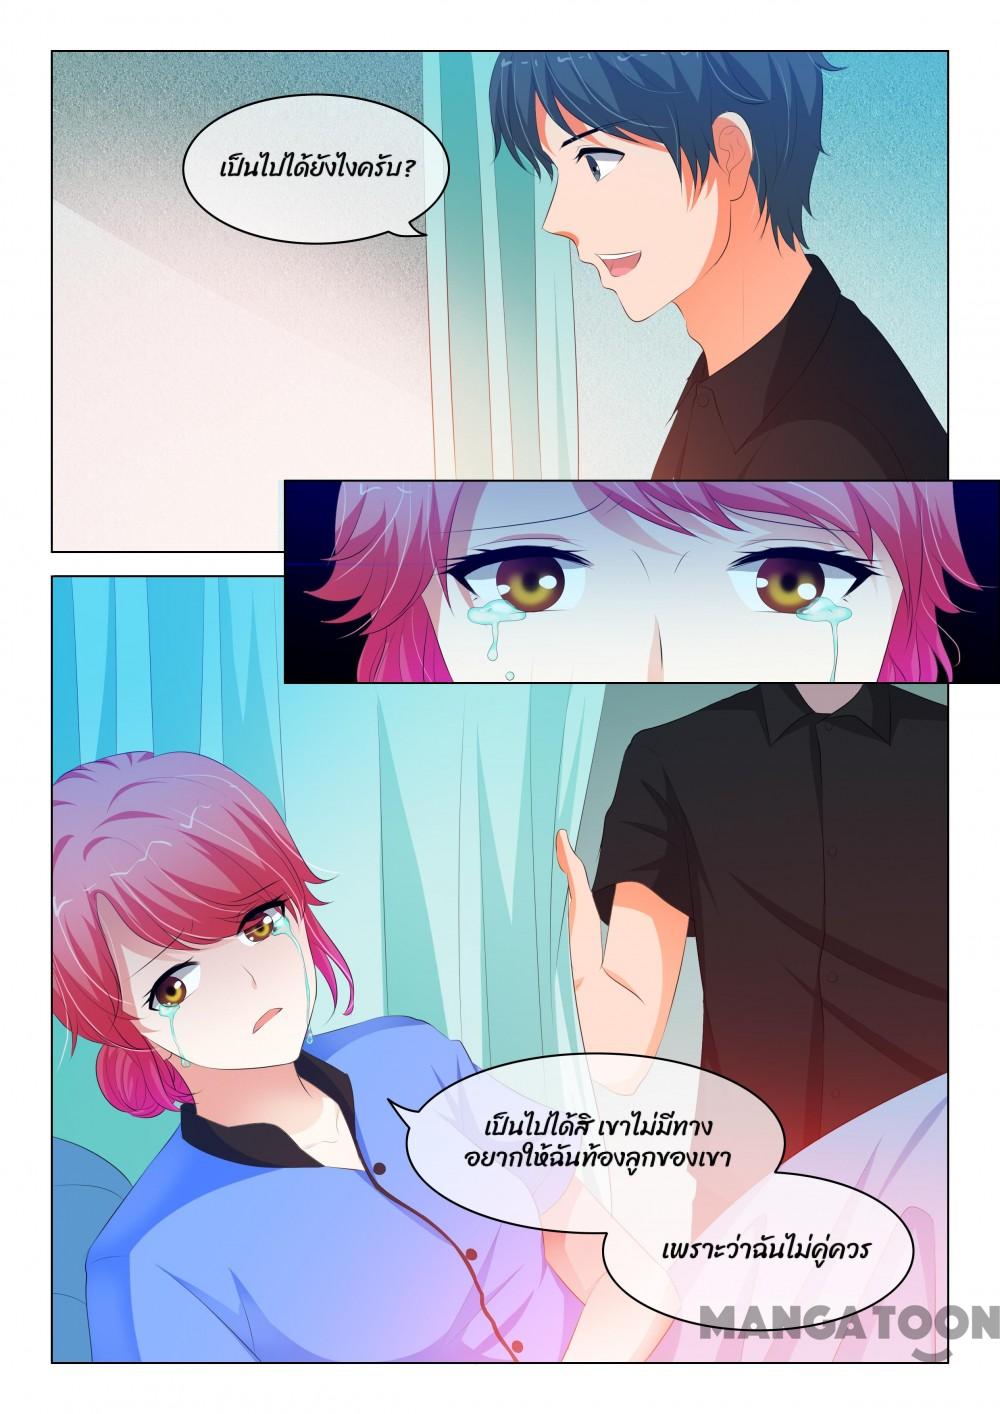 เป็นไปได้ยังไงครับ?
เป็นไปได้สิ เขาไม่มีทาง
อยากให้ฉันท้องลูกของเขา
เพราะว่าฉันไม่คู่ควร
MANGATOON